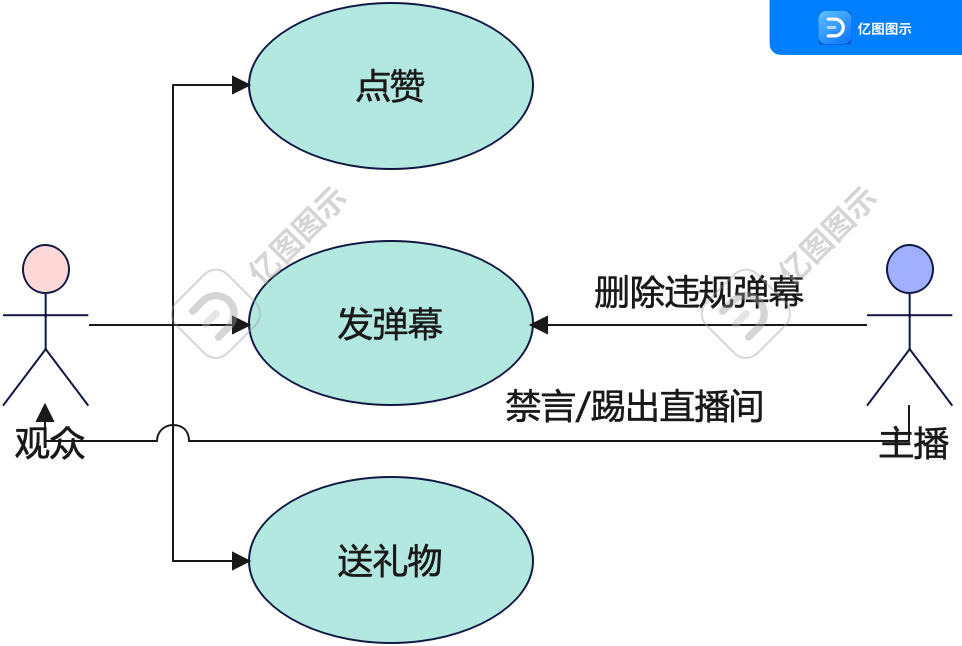 亿图图示
点赞
亿图图示
亿图图示
删除违规弹幕
发弹幕
禁言/踢出直播间
观众
主播
送礼物